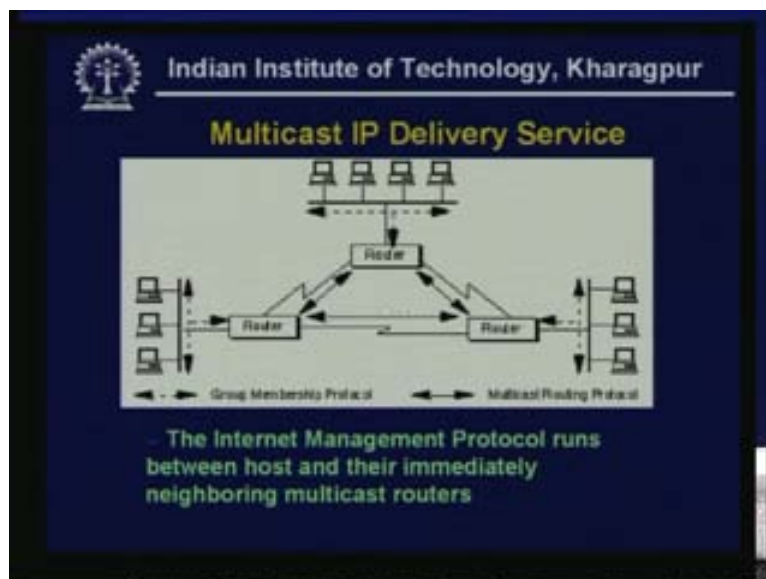 Indian Institute of Technology, Kharagpur
Multicast IP Delivery Service
Router
Router
Router
Group Membership Protocol
Multicast Routing Protocol
- The Internet Management Protocol runs
between host and their immediately
neighboring multicast routers